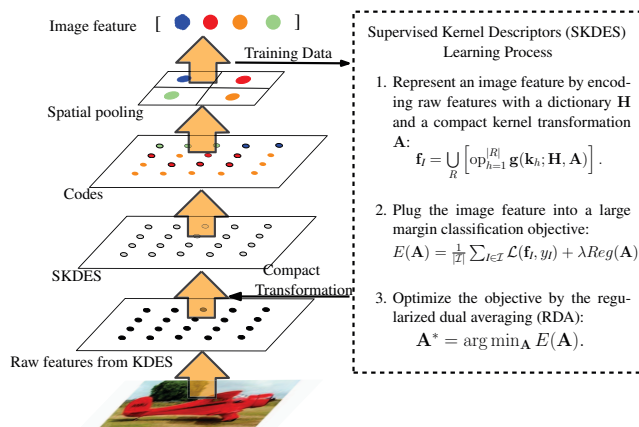 Image feature [ ]
Training Data
Spatial pooling
Codes
SKDES
Compact
Transformation
Raw features from KDES
Supervised Kernel Descriptors (SKDES)
Learning Process
1. Represent an image feature by encod-
ing raw features with a dictionary H
and a compact kernel transformation
A:
f_I = ⋃_R [op_{h=1}^{|R|} g(k_h; H, A)] .
2. Plug the image feature into a large
margin classification objective:
E(A) = 1/|𝓘| ∑_{I∈𝓘} 𝓛(f_I, y_I) + λReg(A)
3. Optimize the objective by the regu-
larized dual averaging (RDA):
A* = arg min_A E(A).